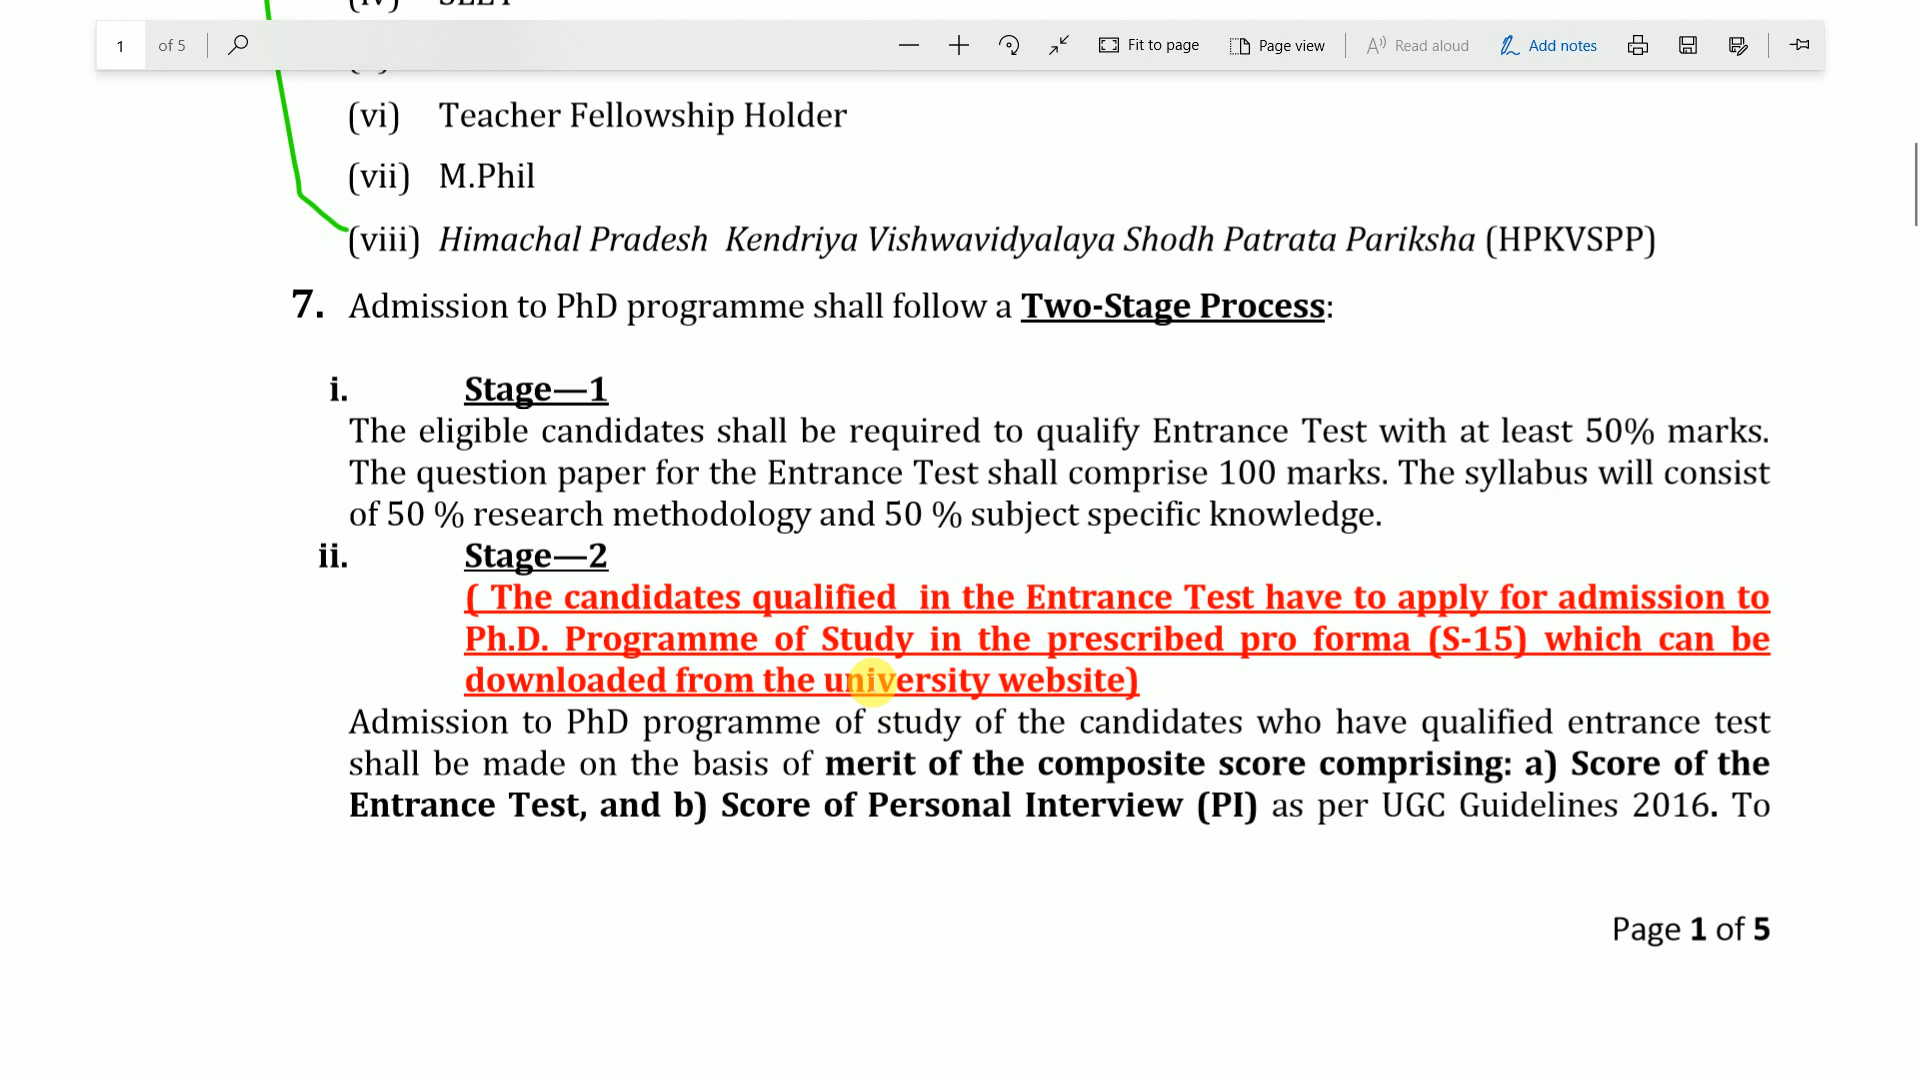 1 of 5 Fit to page Page view Read aloud Add notes
(vi) Teacher Fellowship Holder
(vii) M.Phil
(viii) Himachal Pradesh Kendriya Vishwavidyalaya Shodh Patrata Pariksha (HPKVSPP)
7. Admission to PhD programme shall follow a Two-Stage Process:
i. Stage—1
The eligible candidates shall be required to qualify Entrance Test with at least 50% marks.
The question paper for the Entrance Test shall comprise 100 marks. The syllabus will consist
of 50 % research methodology and 50 % subject specific knowledge.
ii. Stage—2
( The candidates qualified in the Entrance Test have to apply for admission to
Ph.D. Programme of Study in the prescribed pro forma (S-15) which can be
downloaded from the university website)
Admission to PhD programme of study of the candidates who have qualified entrance test
shall be made on the basis of merit of the composite score comprising: a) Score of the
Entrance Test, and b) Score of Personal Interview (PI) as per UGC Guidelines 2016. To
Page 1 of 5